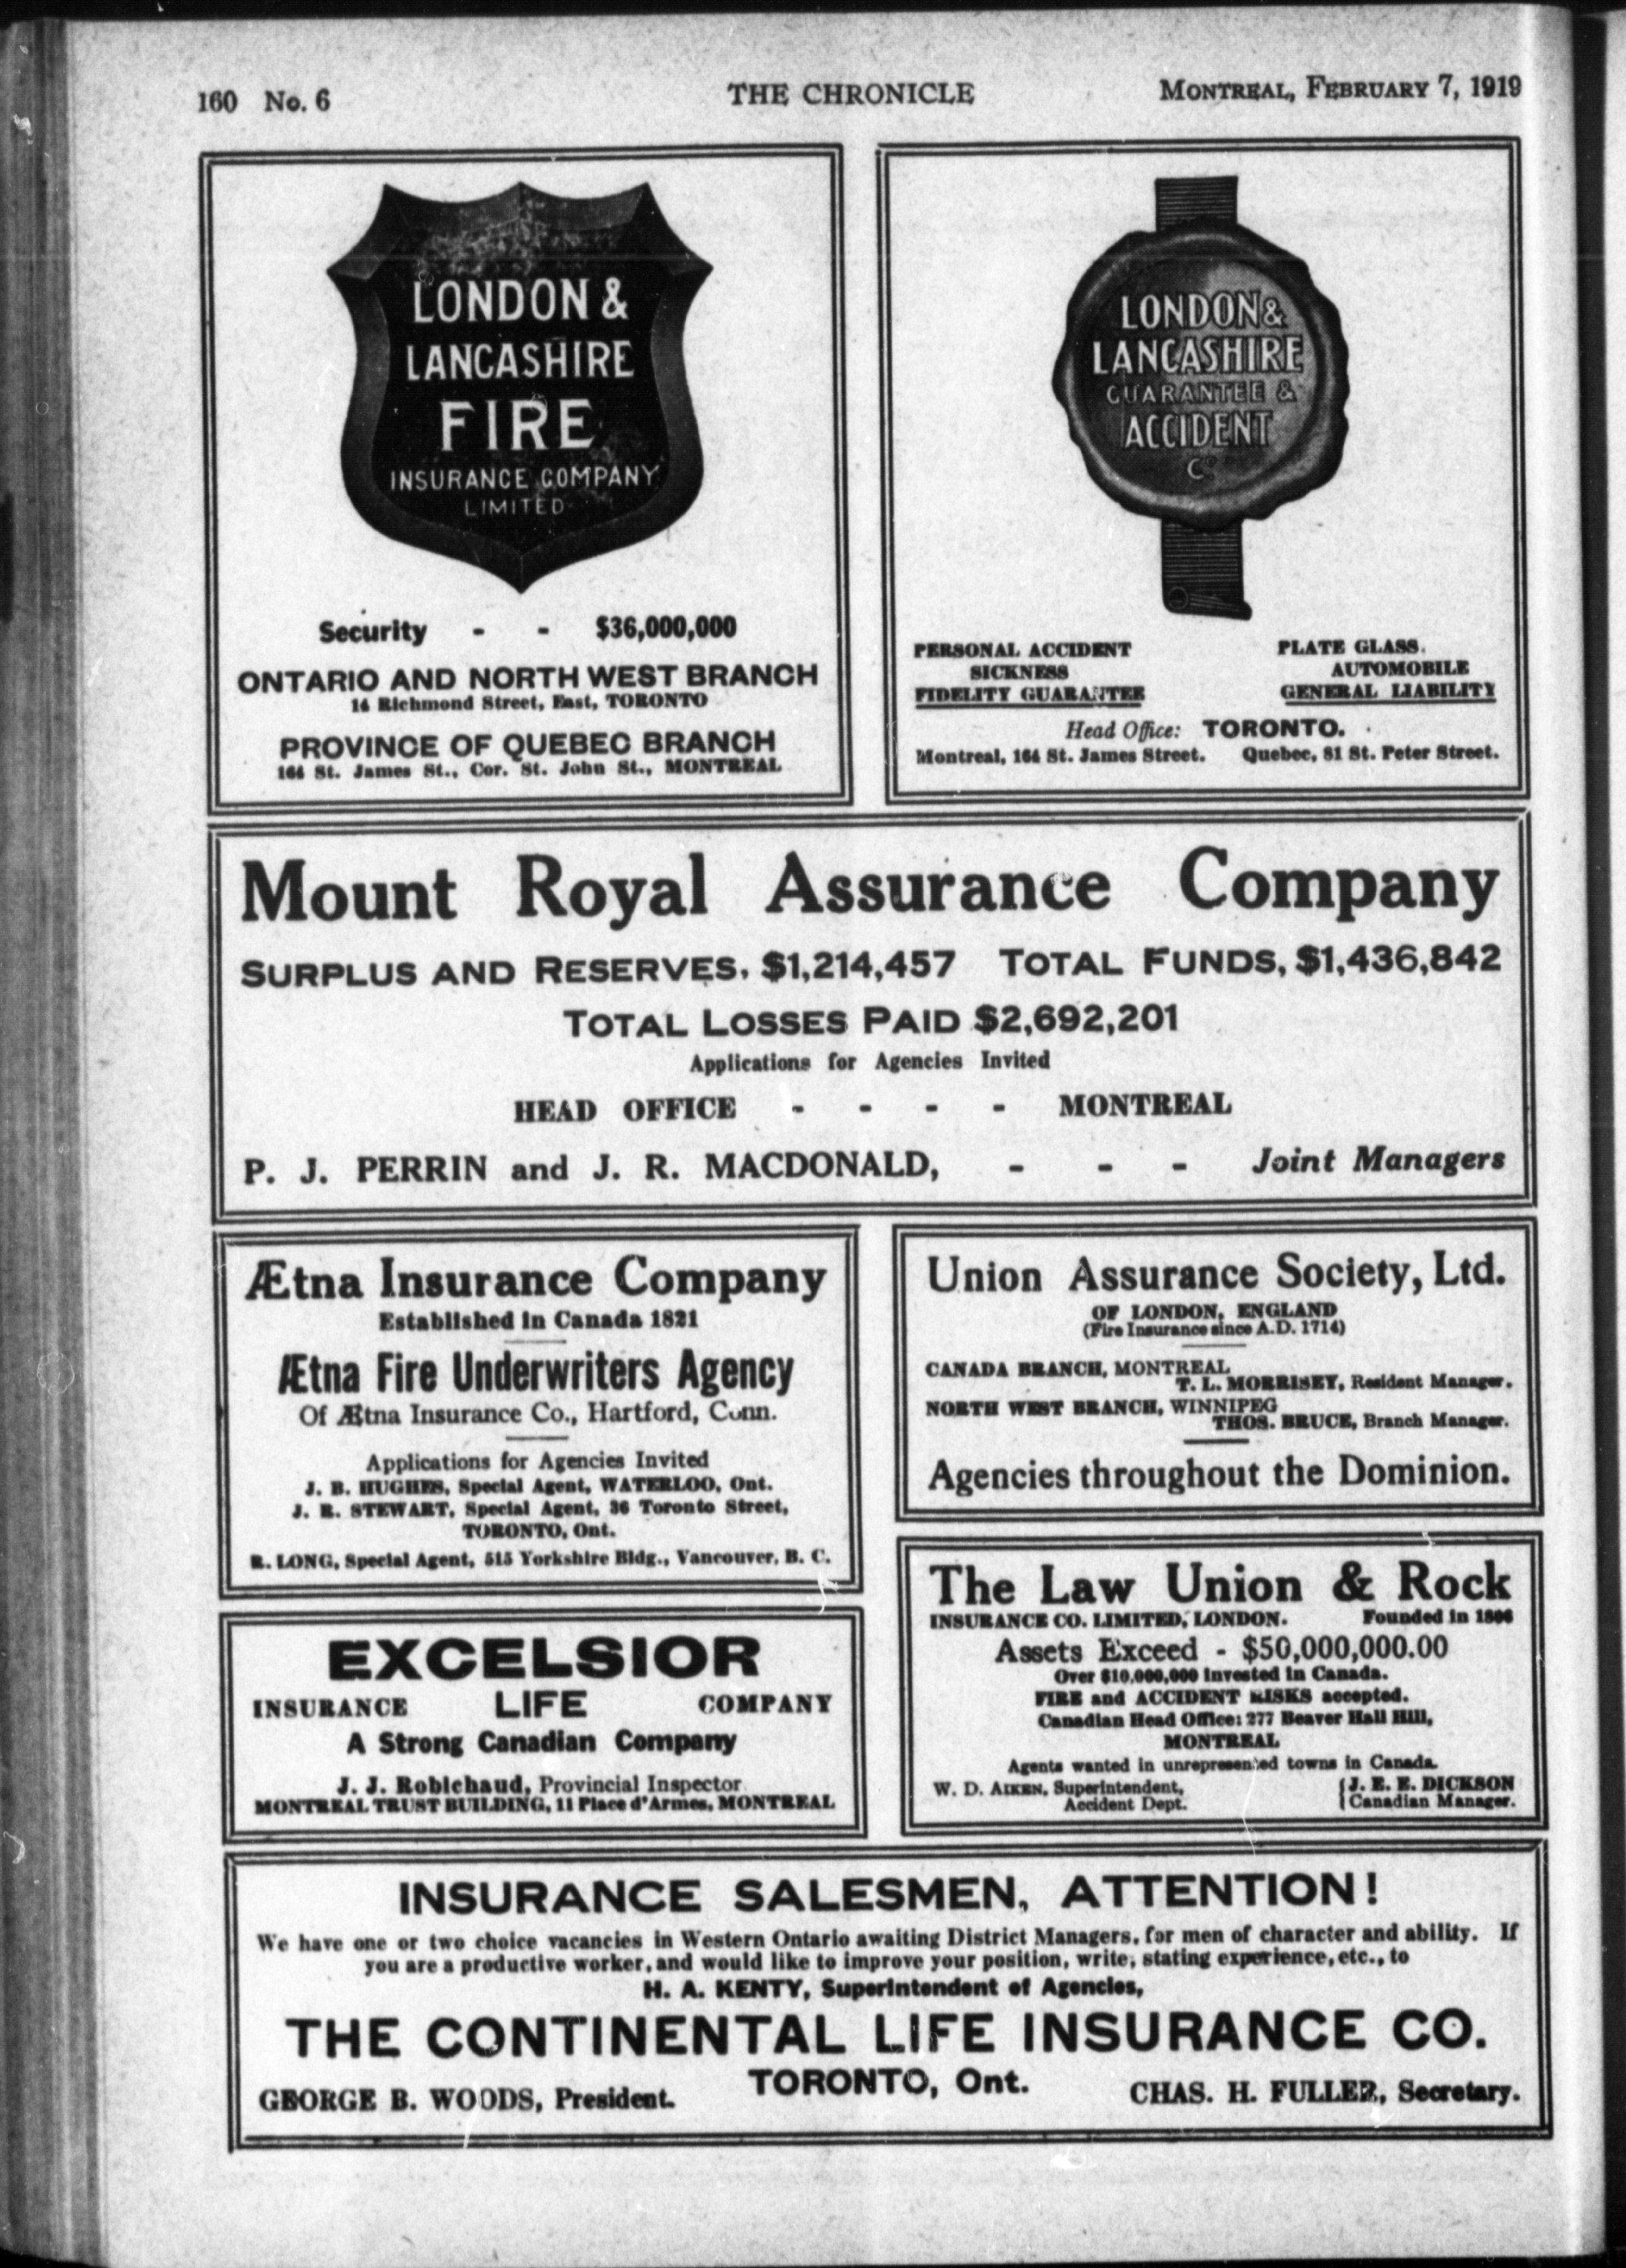 160 No. 6
THE CHRONICLE
MONTREAL, FEBRUARY 7, 1919
LONDON &
LANCASHIRE
FIRE
INSURANCE COMPANY
LIMITED
Security - - $36,000,000
ONTARIO AND NORTH WEST BRANCH
14 Richmond Street, East, TORONTO
PROVINCE OF QUEBEC BRANCH
164 St. James St., Cor. St. John St., MONTREAL
LONDON &
LANCASHIRE
GUARANTEE &
ACCIDENT
Co
PERSONAL ACCIDENT
SICKNESS
FIDELITY GUARANTEE
PLATE GLASS.
AUTOMOBILE
GENERAL LIABILITY
Head Office: TORONTO.
Montreal, 164 St. James Street. Quebec, 81 St. Peter Street.
Mount Royal Assurance Company
SURPLUS AND RESERVES, $1,214,457 TOTAL FUNDS, $1,436,842
TOTAL LOSSES PAID $2,692,201
Applications for Agencies Invited
HEAD OFFICE - - - - MONTREAL
P. J. PERRIN and J. R. MACDONALD, - - - Joint Managers
Ætna Insurance Company
Established in Canada 1821
Ætna Fire Underwriters Agency
Of Ætna Insurance Co., Hartford, Conn.
Applications for Agencies Invited
J. B. HUGHES, Special Agent, WATERLOO, Ont.
J. R. STEWART, Special Agent, 36 Toronto Street,
TORONTO, Ont.
R. LONG, Special Agent, 515 Yorkshire Bldg., Vancouver, B. C.
Union Assurance Society, Ltd.
OF LONDON, ENGLAND
(Fire Insurance since A.D. 1714)
CANADA BRANCH, MONTREAL
T. L. MORRISEY, Resident Manager.
NORTH WEST BRANCH, WINNIPEG
THOS. BRUCE, Branch Manager.
Agencies throughout the Dominion.
EXCELSIOR
INSURANCE LIFE COMPANY
A Strong Canadian Company
J. J. Robichaud, Provincial Inspector
MONTREAL TRUST BUILDING, 11 Place d'Armes, MONTREAL
The Law Union & Rock
INSURANCE CO. LIMITED, LONDON. Founded in 1806
Assets Exceed - $50,000,000.00
Over $10,000,000 Invested in Canada.
FIRE and ACCIDENT RISKS accepted.
Canadian Head Office: 277 Beaver Hall Hill,
MONTREAL
Agents wanted in unrepresented towns in Canada.
W. D. AIKEN, Superintendent,
Accident Dept.
J. E. E. DICKSON
Canadian Manager.
INSURANCE SALESMEN, ATTENTION!
We have one or two choice vacancies in Western Ontario awaiting District Managers, for men of character and ability. If
you are a productive worker, and would like to improve your position, write, stating experience, etc., to
H. A. KENTY, Superintendent of Agencies,
THE CONTINENTAL LIFE INSURANCE CO.
TORONTO, Ont.
GEORGE B. WOODS, President.
CHAS. H. FULLER, Secretary.